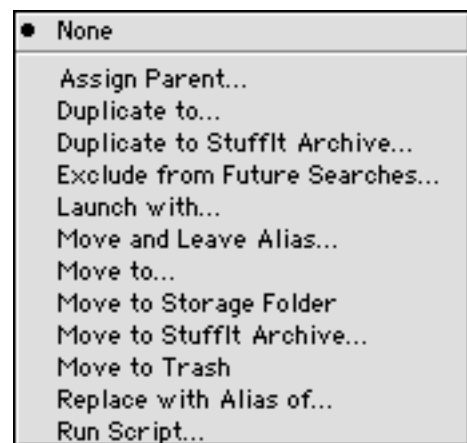 None
Assign Parent...
Duplicate to...
Duplicate to StuffIt Archive...
Exclude from Future Searches...
Launch with...
Move and Leave Alias...
Move to...
Move to Storage Folder
Move to StuffIt Archive...
Move to Trash
Replace with Alias of...
Run Script...